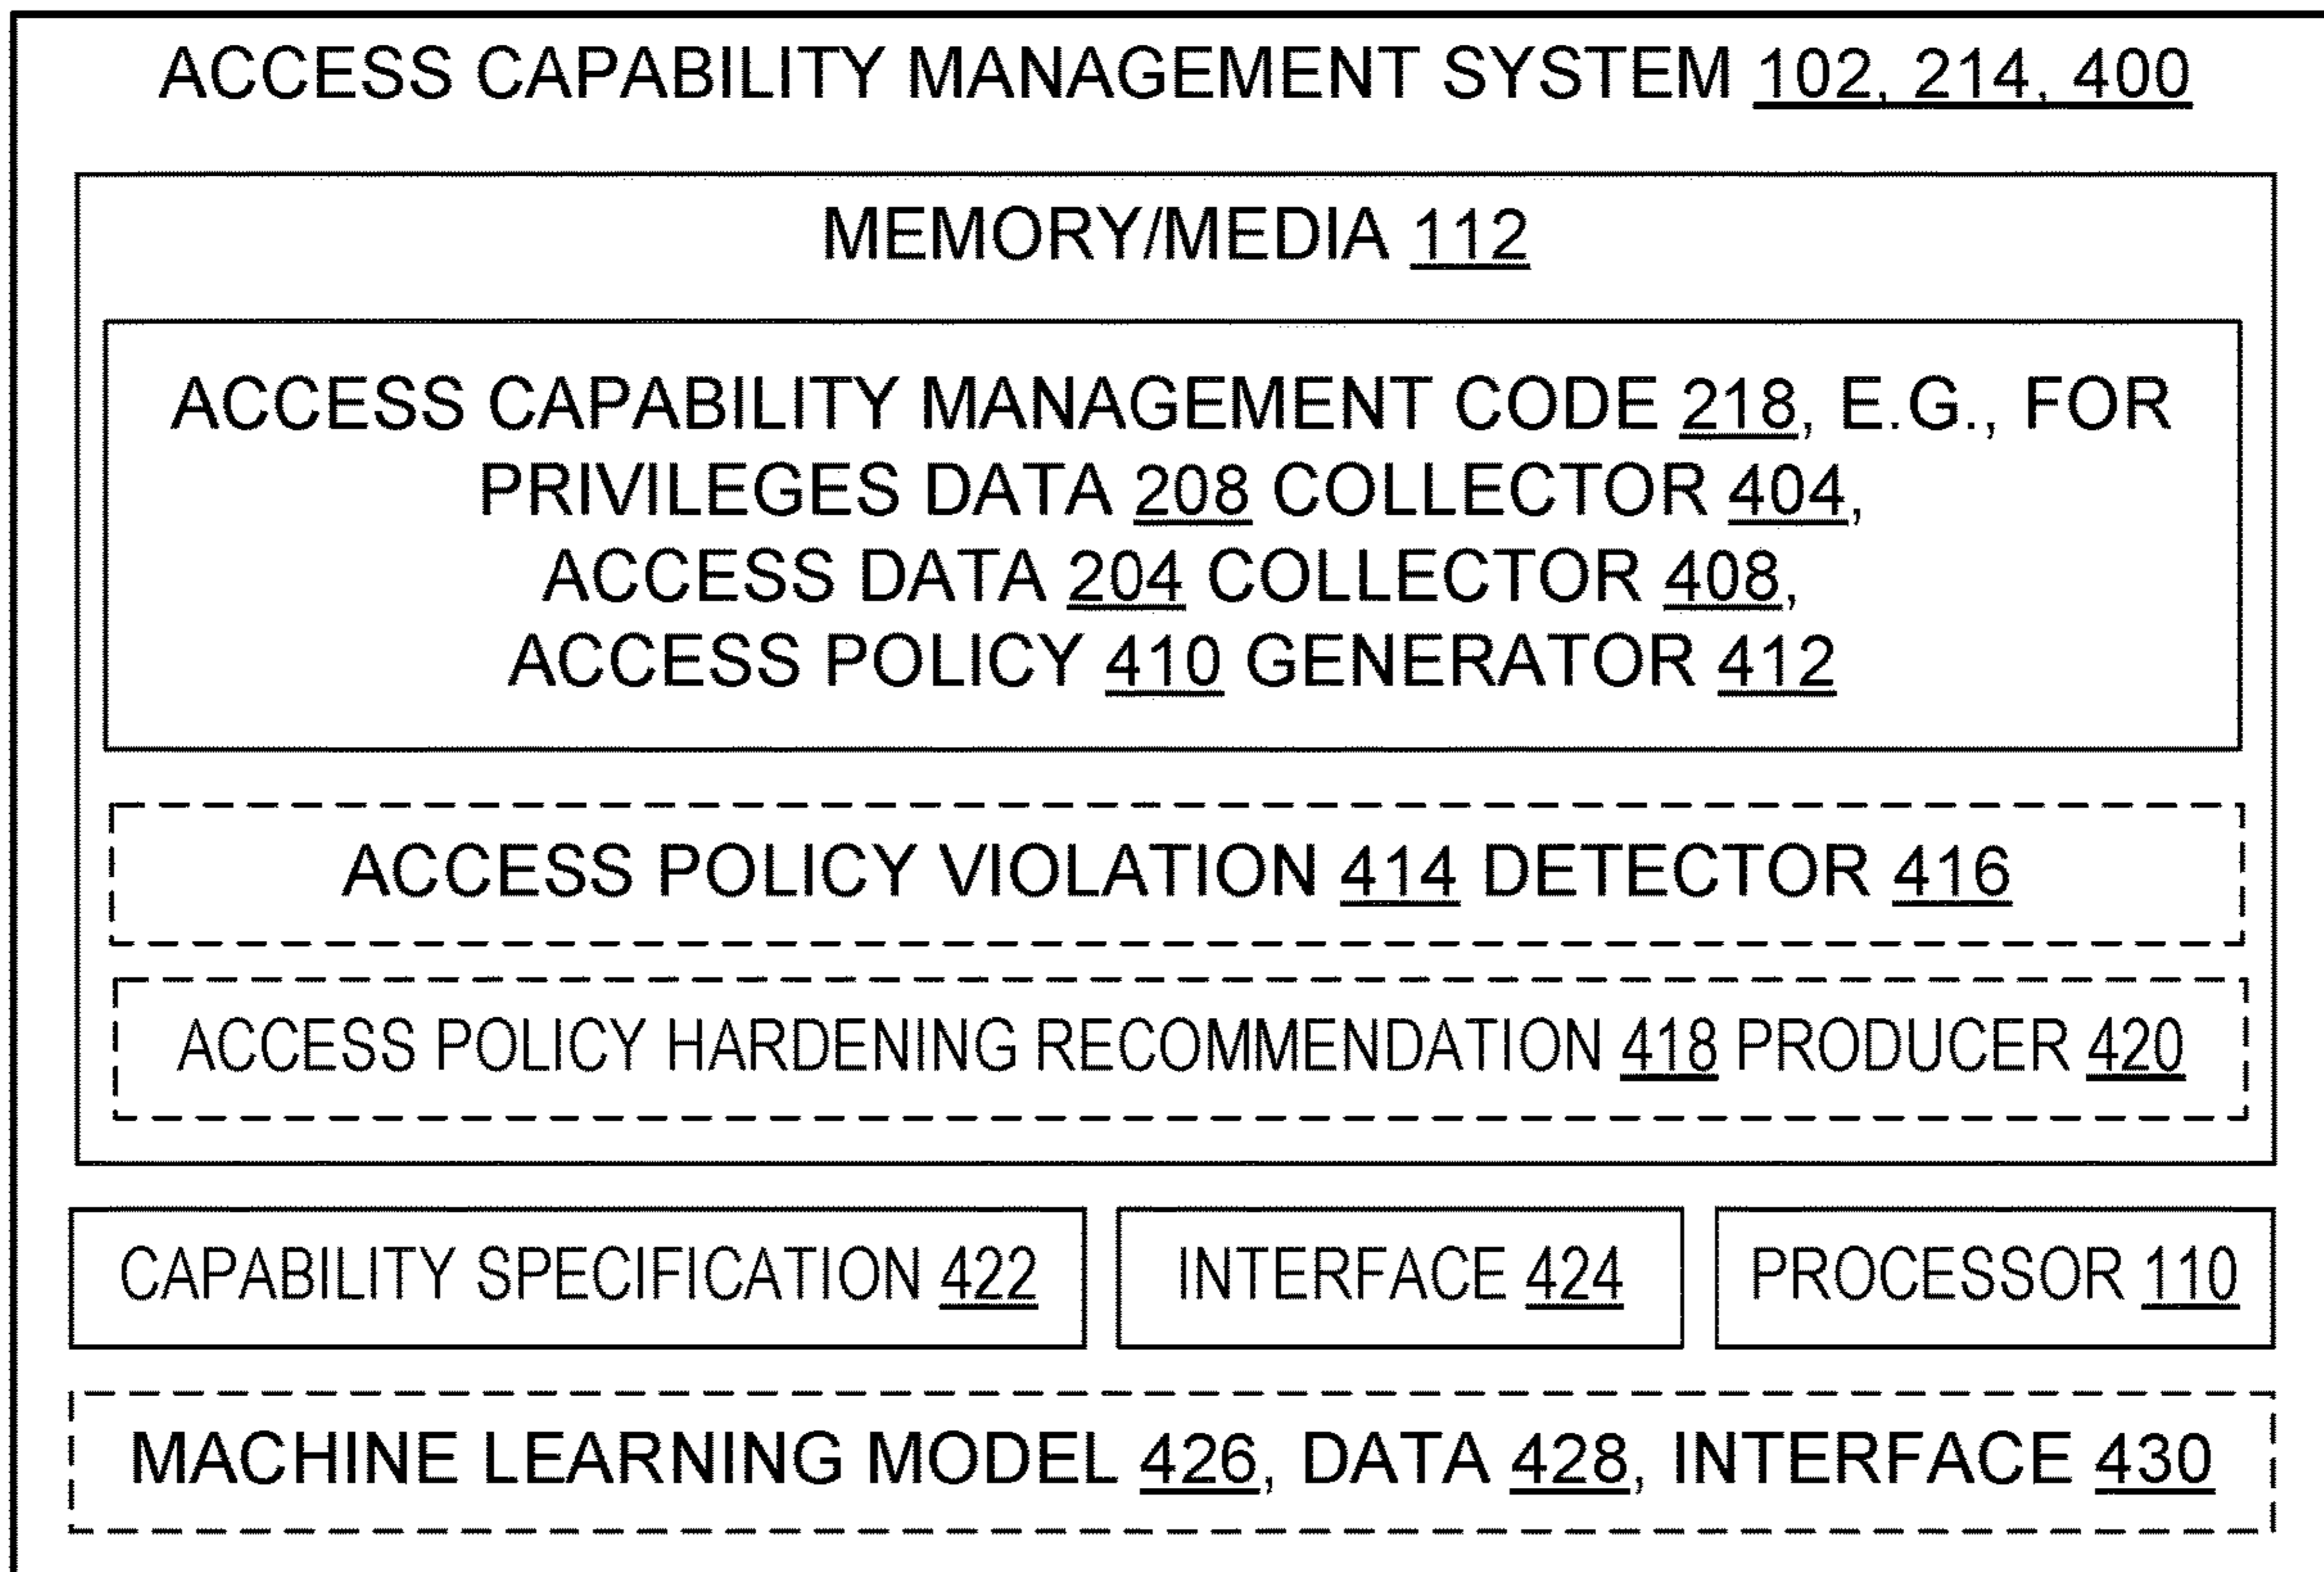 ACCESS CAPABILITY MANAGEMENT SYSTEM 102, 214, 400
MEMORY/MEDIA 112
ACCESS CAPABILITY MANAGEMENT CODE 218, E.G., FOR
PRIVILEGES DATA 208 COLLECTOR 404,
ACCESS DATA 204 COLLECTOR 408,
ACCESS POLICY 410 GENERATOR 412
ACCESS POLICY VIOLATION 414 DETECTOR 416
ACCESS POLICY HARDENING RECOMMENDATION 418 PRODUCER 420
CAPABILITY SPECIFICATION 422
INTERFACE 424
PROCESSOR 110
MACHINE LEARNING MODEL 426, DATA 428, INTERFACE 430